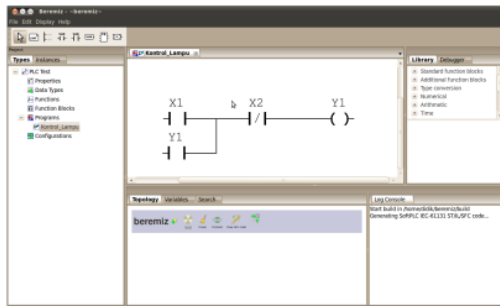 Beremiz - ~beremiz~
File Edit Display Help
Types Instances
PLC Test
Properties
Data Types
Functions
Function Blocks
Programs
Kontrol_Lampu
Configurations
Kontrol_Lampu
X1 X2 Y1
Y1
Library Debugger
Standard function blocks
Additional function blocks
Type conversion
Numerical
Arithmetic
Time
Topology Variables Search
beremiz
Log Console
Start build in /home/didik/beremiz/build
Generating SoftPLC IEC-61131 ST/IL/SFC code...